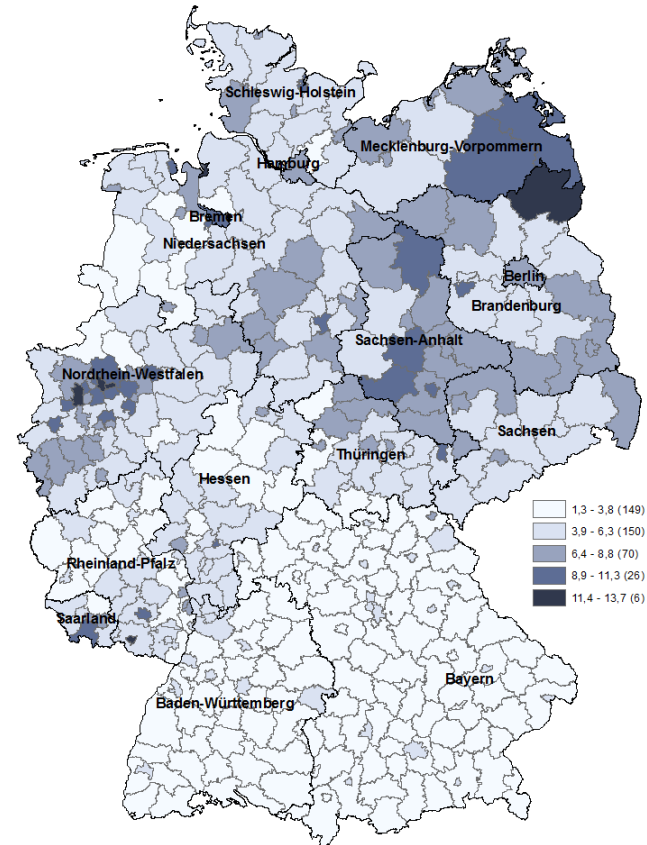 Schleswig-Holstein
Mecklenburg-Vorpommern
Hamburg
Bremen
Niedersachsen
Berlin
Brandenburg
Sachsen-Anhalt
Nordrhein-Westfalen
Sachsen
Thüringen
Hessen
Rheinland-Pfalz
Saarland
Bayern
Baden-Württemberg
1,3 - 3,8 (149)
3,9 - 6,3 (150)
6,4 - 8,8 (70)
8,9 - 11,3 (26)
11,4 - 13,7 (6)